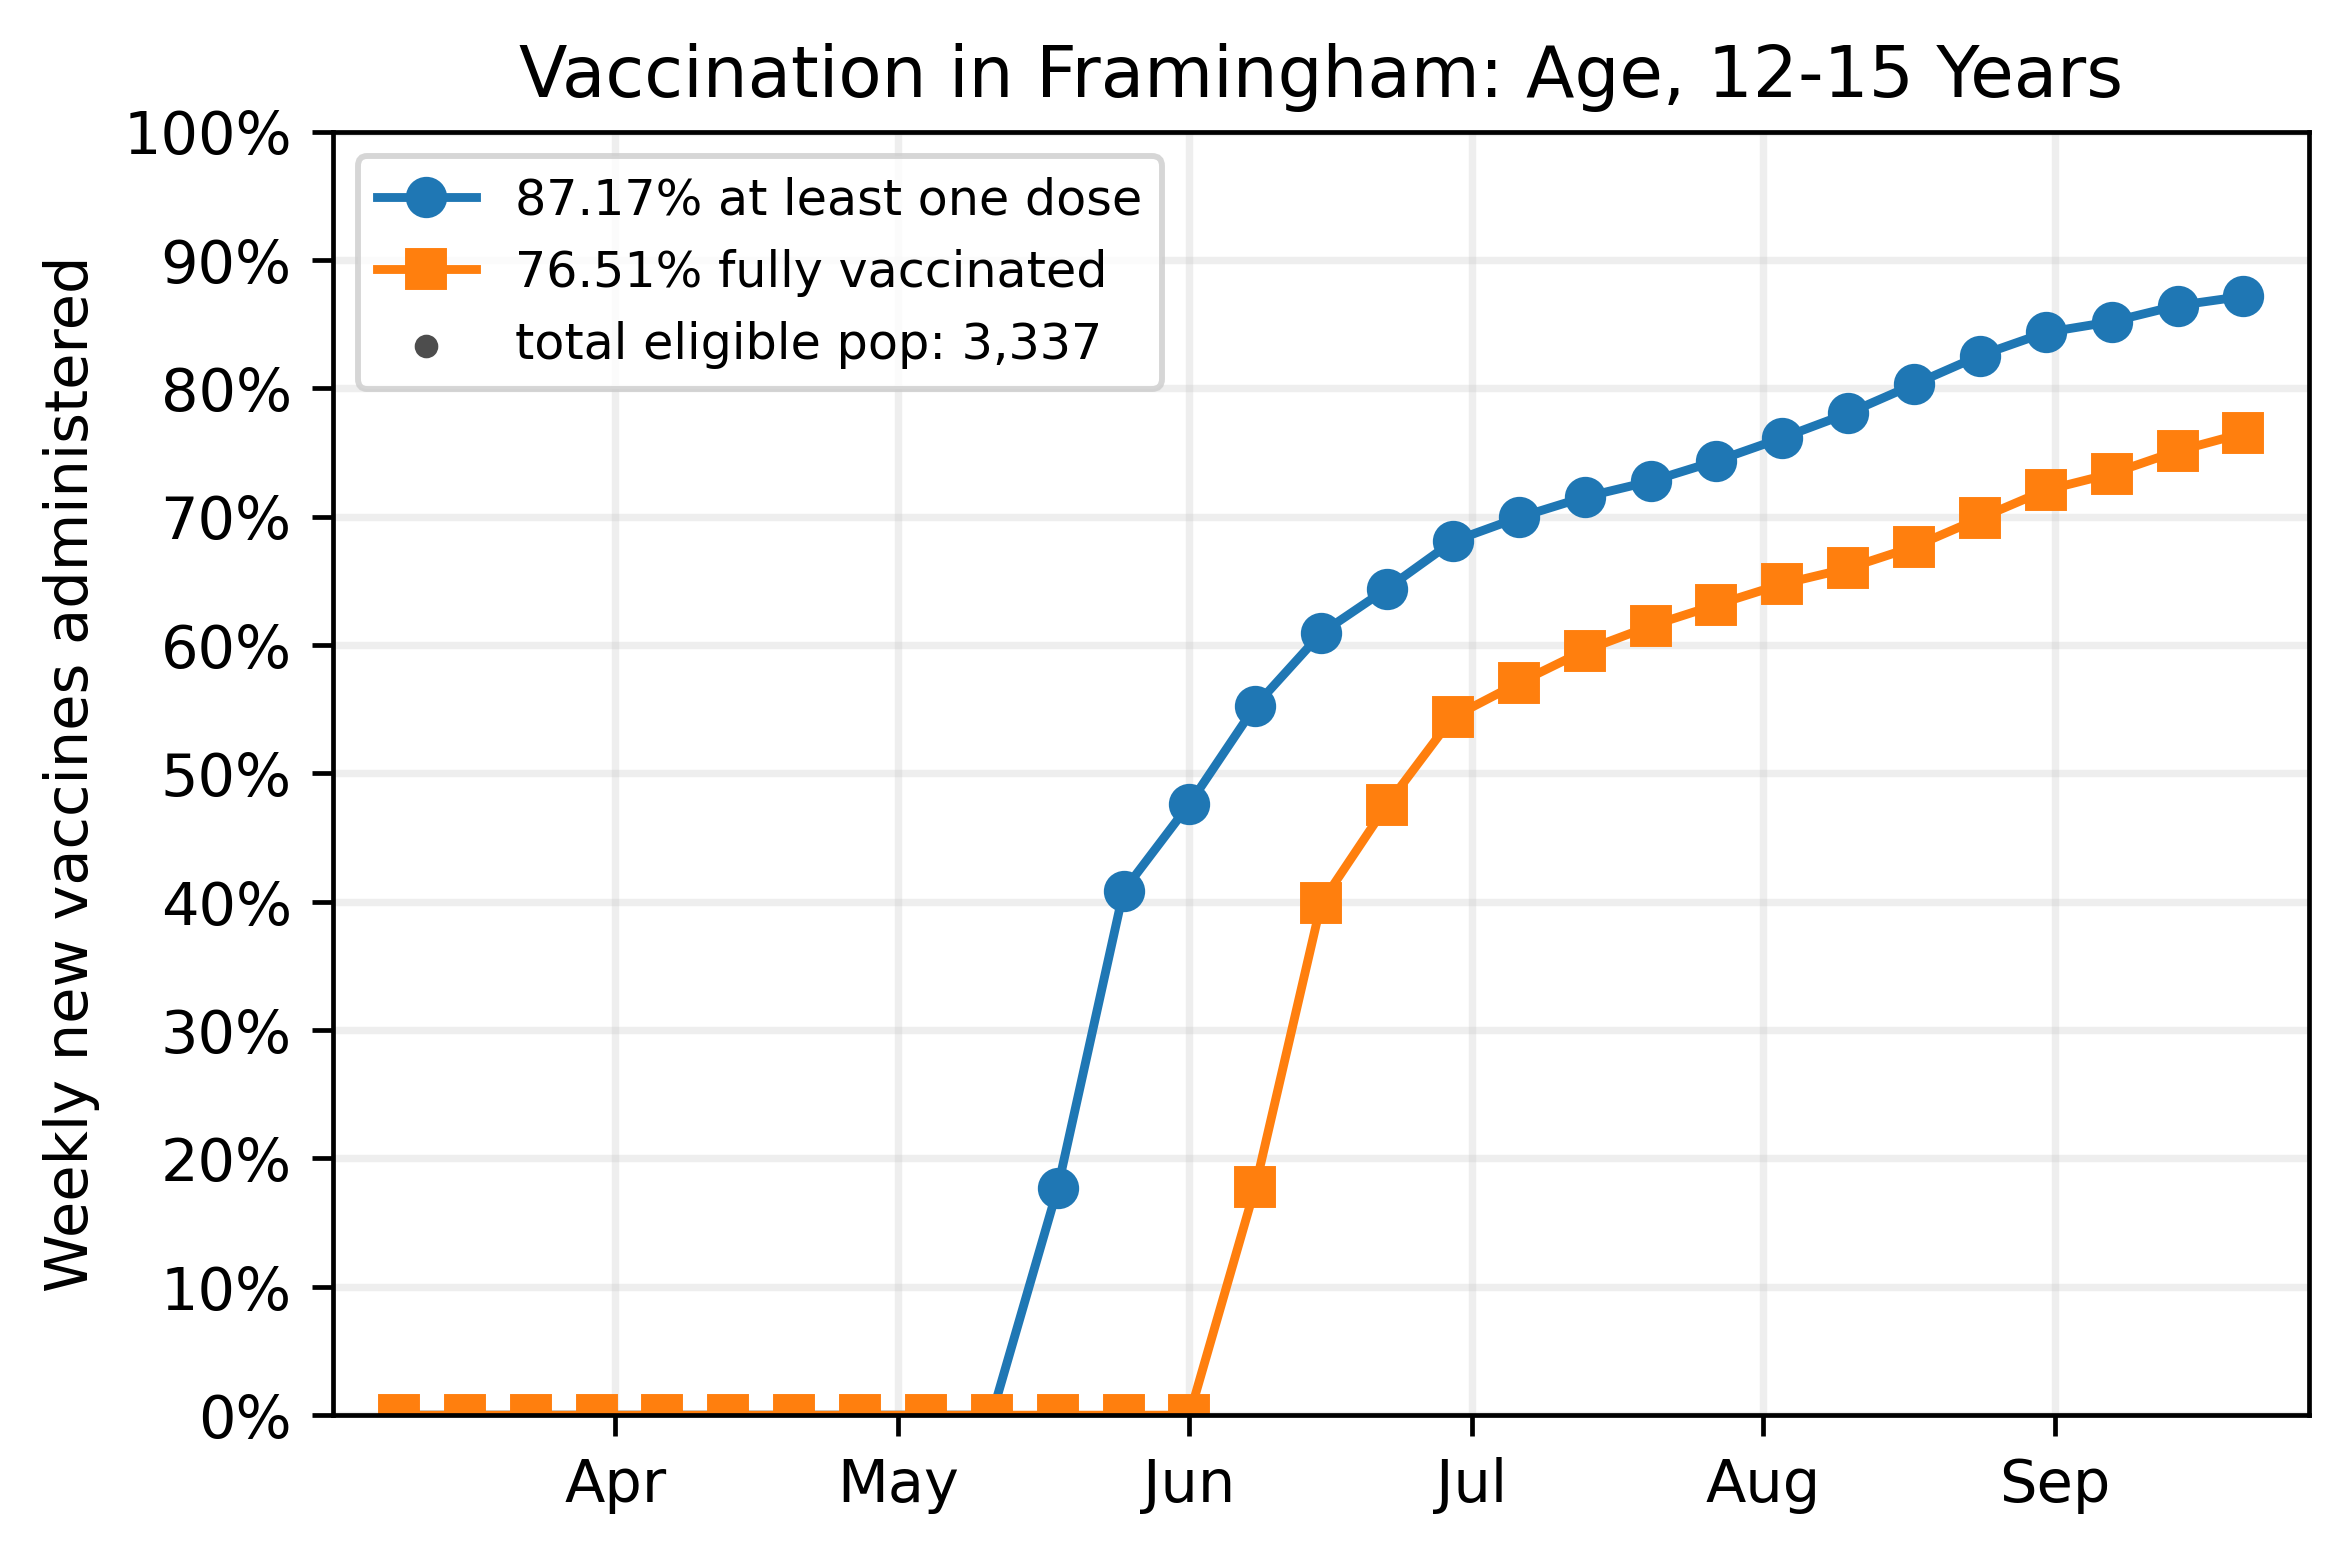 Vaccination in Framingham: Age, 12-15 Years
Weekly new vaccines administered
100%
90%
80%
70%
60%
50%
40%
30%
20%
10%
0%
87.17% at least one dose
76.51% fully vaccinated
total eligible pop: 3,337
Apr May Jun Jul Aug Sep